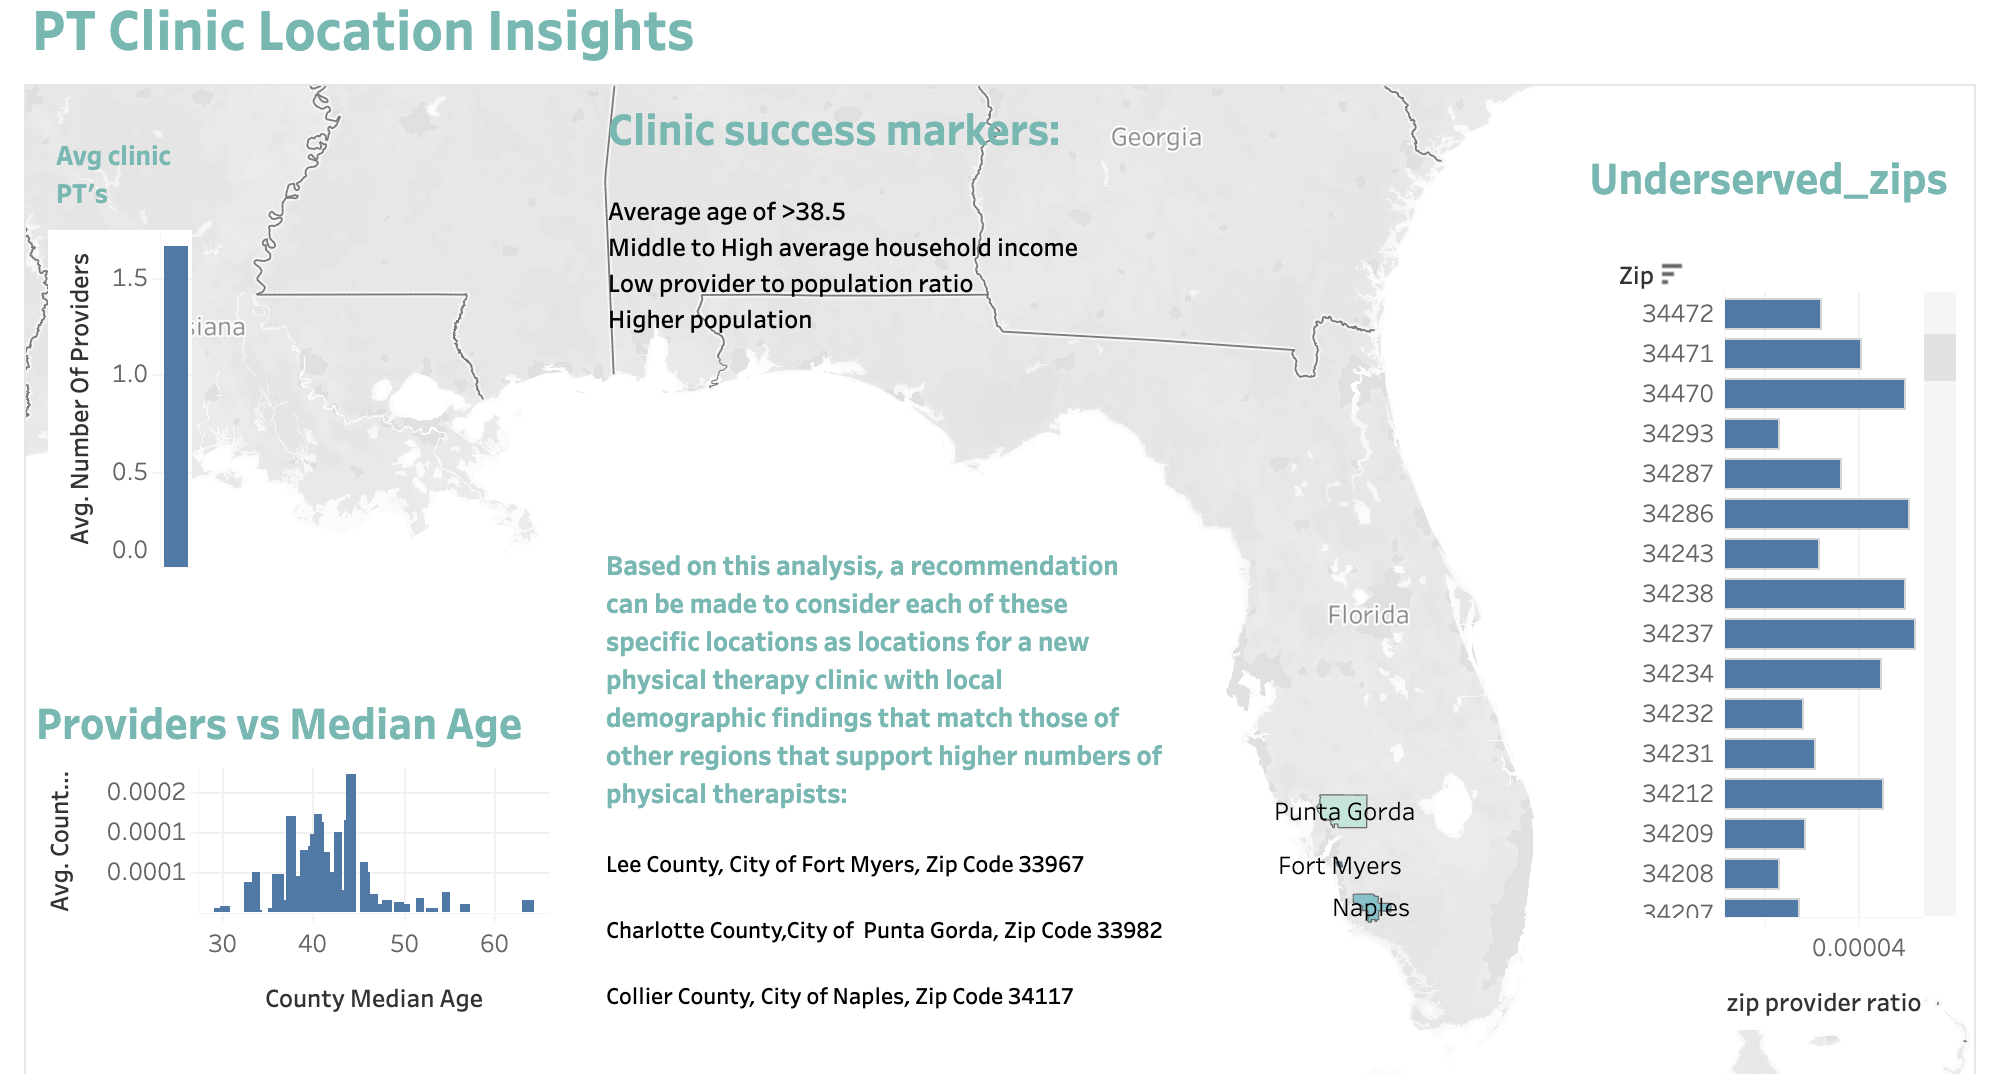 PT Clinic Location Insights
Avg clinic
PT's
Avg. Number Of Providers
1.5
1.0
0.5
0.0
siana
Clinic success markers:
Average age of >38.5
Middle to High average household income
Low provider to population ratio
Higher population
Georgia
Florida
Based on this analysis, a recommendation
can be made to consider each of these
specific locations as locations for a new
physical therapy clinic with local
demographic findings that match those of
other regions that support higher numbers of
physical therapists:
Lee County, City of Fort Myers, Zip Code 33967
Charlotte County,City of  Punta Gorda, Zip Code 33982
Collier County, City of Naples, Zip Code 34117
Punta Gorda
Fort Myers
Naples
Providers vs Median Age
Avg. Count...
0.0002
0.0001
0.0001
30 40 50 60
County Median Age
Underserved_zips
Zip
34472
34471
34470
34293
34287
34286
34243
34238
34237
34234
34232
34231
34212
34209
34208
34207
0.00004
zip provider ratio